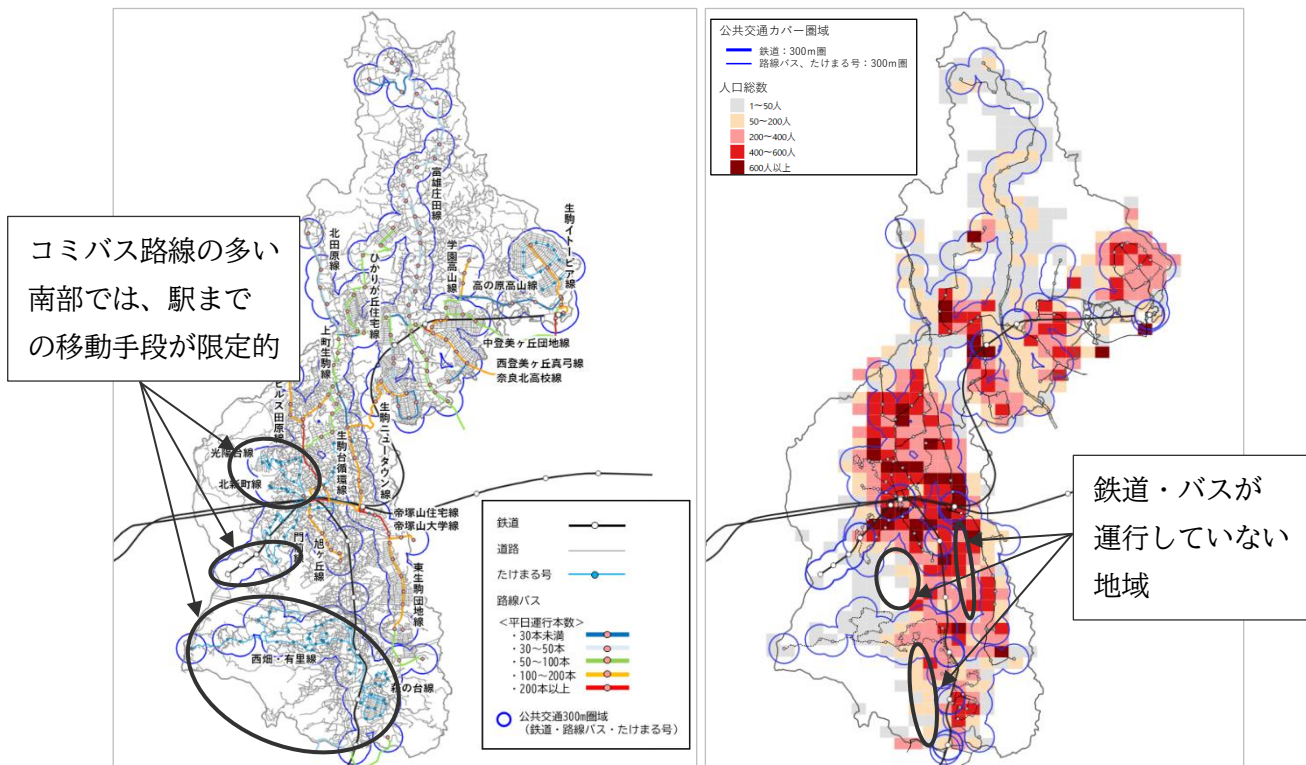 コミバス路線の多い
南部では、駅まで
の移動手段が限定的
富雄庄田線
北田原線
ひかりが丘住宅線
学園高山線
生駒イトーピア線
高の原高山線
上町生駒線
中登美ヶ丘団地線
西登美ヶ丘真弓線
奈良北高校線
ビルス田原線
生駒台循環線
生駒ニュータウン線
光陽台線
北新町線
帝塚山住宅線
帝塚山大学線
旭ヶ丘線
東生駒団地線
西畑・有里線
萩の台線
鉄道
道路
たけまる号
路線バス
<平日運行本数>
・30本未満
・30~50本
・50~100本
・100~200本
・200本以上
公共交通300m圏域
(鉄道・路線バス・たけまる号)
公共交通カバー圏域
鉄道:300m圏
路線バス、たけまる号:300m圏
人口総数
1~50人
50~200人
200~400人
400~600人
600人以上
鉄道・バスが
運行していない
地域